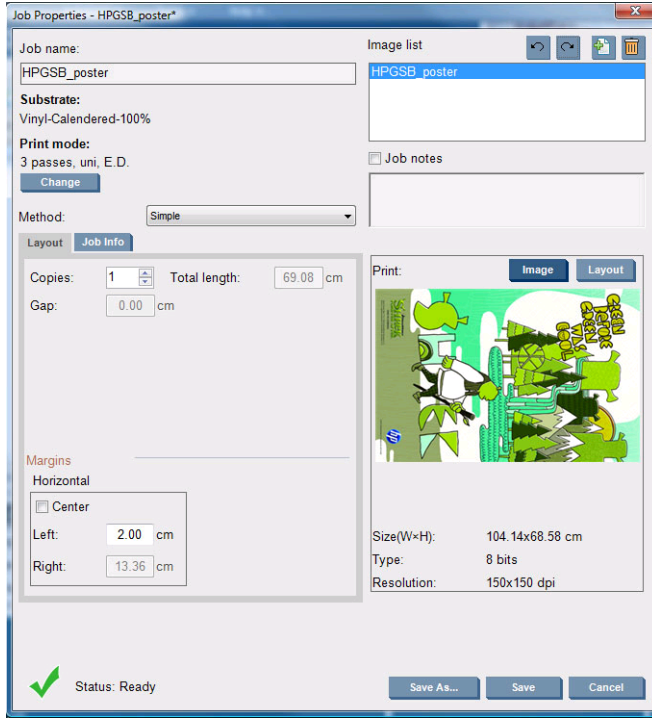 Job Properties - HPGSB_poster*
Job name:
HPGSB_poster
Substrate:
Vinyl-Calendered-100%
Print mode:
3 passes, uni, E.D.
Change
Method:
Simple
Image list
HPGSB_poster
Job notes
Layout
Job Info
Copies:
1
Total length:
69.08 cm
Gap:
0.00 cm
Margins
Horizontal
Center
Left:
2.00 cm
Right:
13.36 cm
Print:
Image
Layout
hp
Size(W×H):
104.14x68.58 cm
Type:
8 bits
Resolution:
150x150 dpi
Status: Ready
Save As...
Save
Cancel